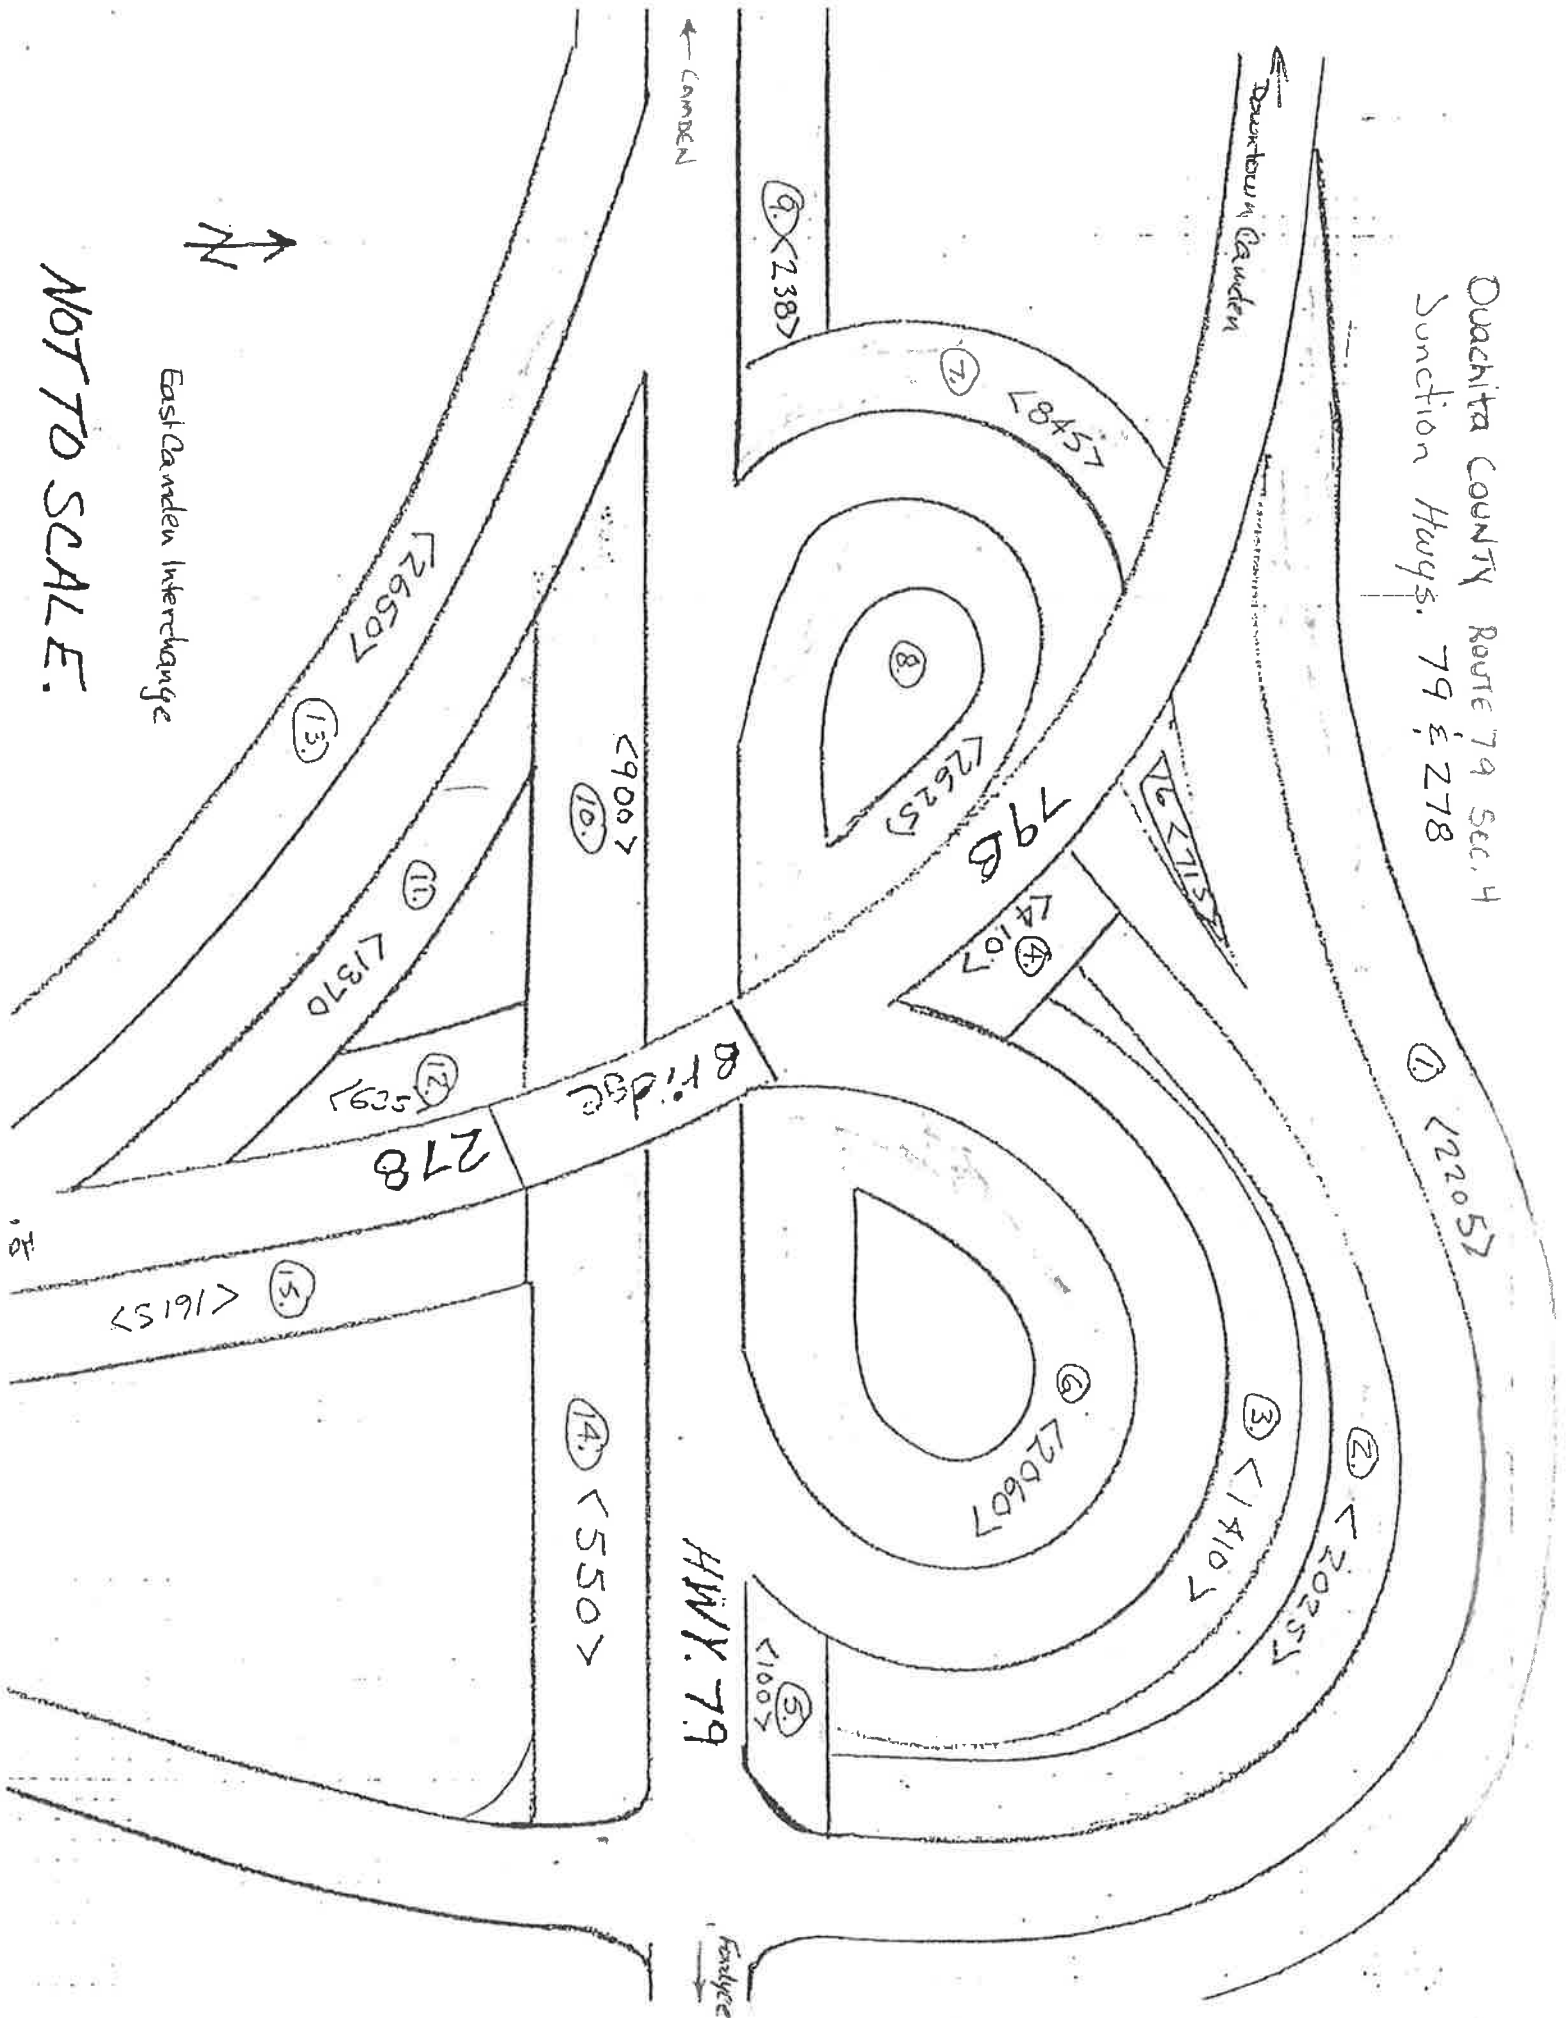 Ouachita COUNTY ROUTE 79 Sec. 4
Junction Hwys. 79 & 278
← Downtown Camden
1. <2205>
16 <715>
2. <2025>
3. <1410>
4. <410>
79B
7. <845>
8. <2625>
6. <2060>
9. <238>
5. <100>
← CAMDEN
HWY. 79
Fordyce →
Bridge
<900>
10.
14. <550>
278
12.
11. <1370
15. <1615>
<2650>
13.
N
East Camden Interchange
NOT TO SCALE.